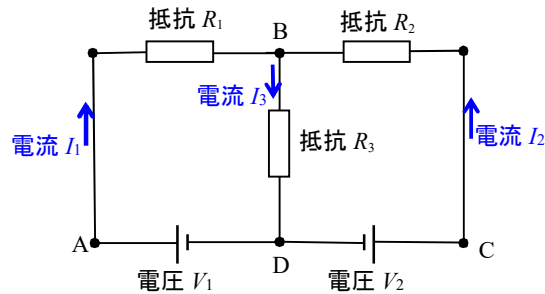 抵抗 R1
B
抵抗 R2
電流 I3
電流 I1
抵抗 R3
電流 I2
A
D
C
電圧 V1
電圧 V2